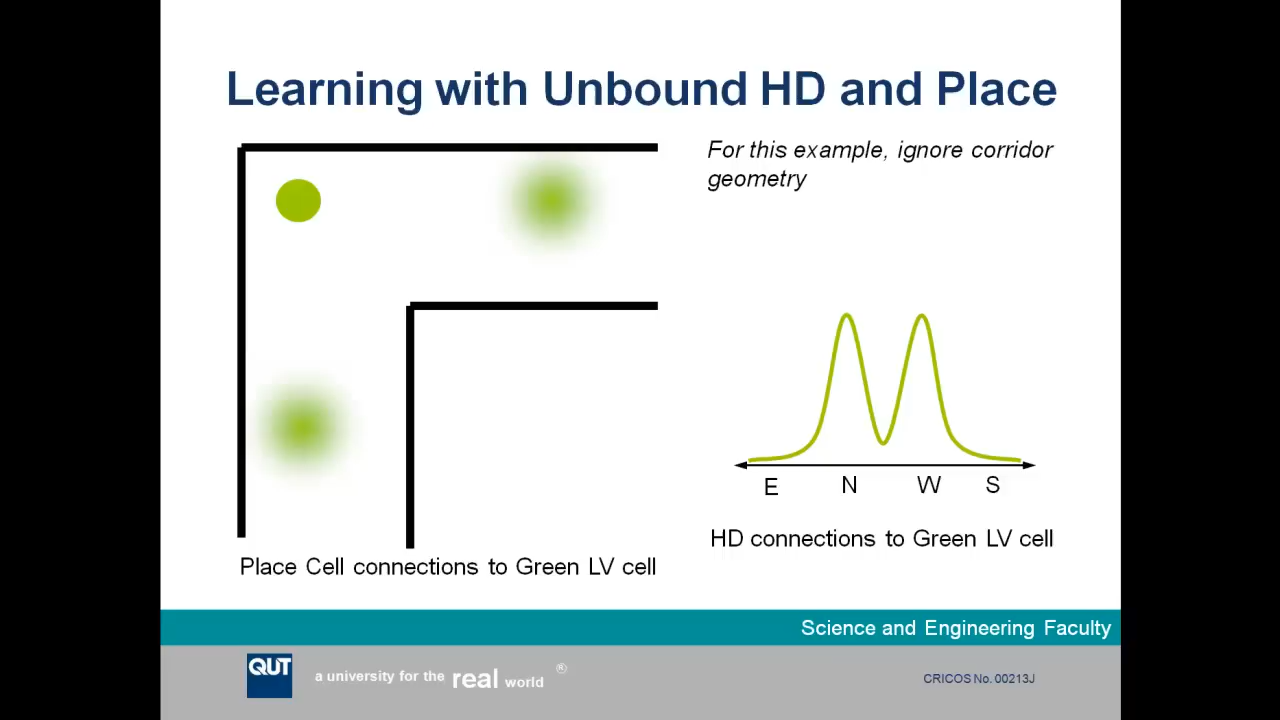 Learning with Unbound HD and Place
For this example, ignore corridor
geometry
E N W S
HD connections to Green LV cell
Place Cell connections to Green LV cell
Science and Engineering Faculty
QUT
a university for the real world ®
CRICOS No. 00213J